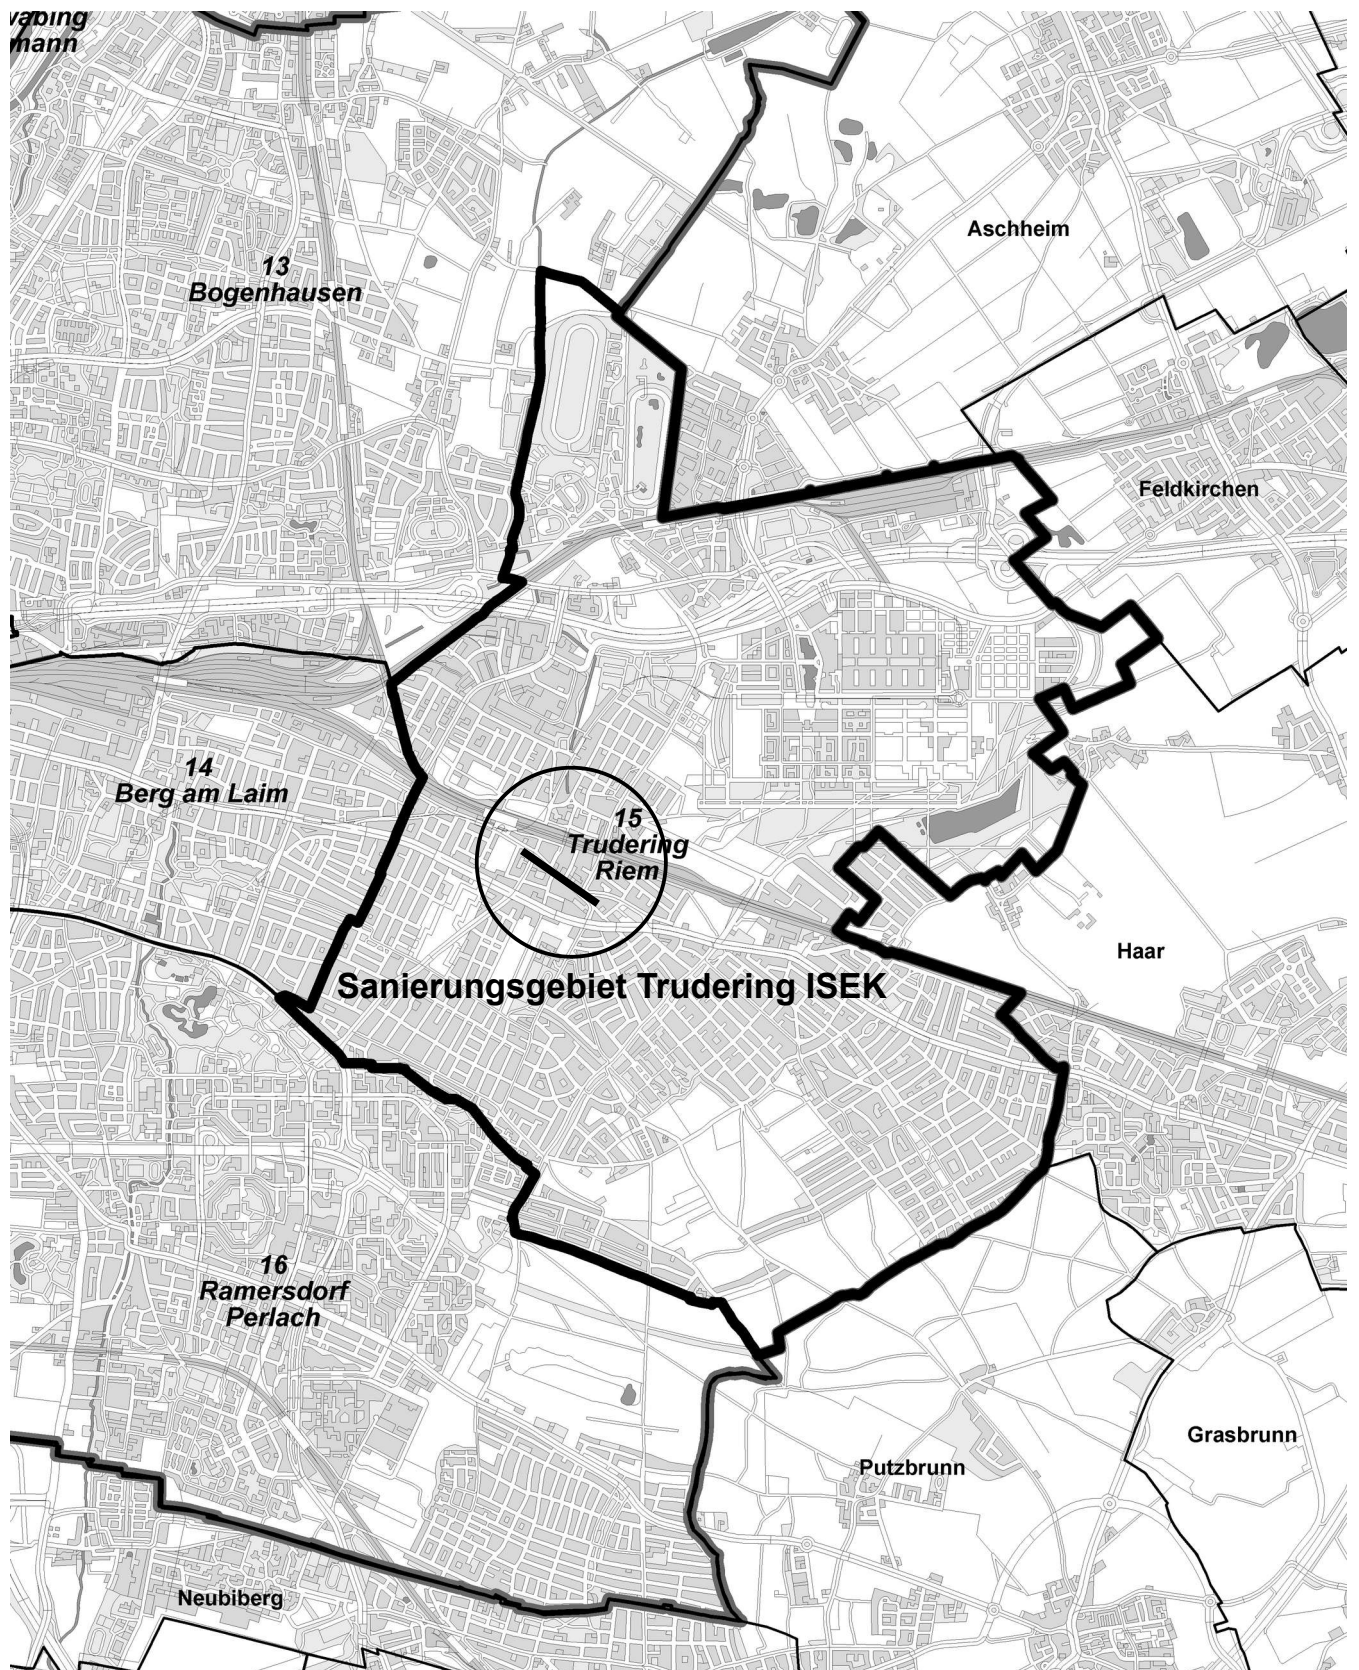 mann
Aschheim
13
Bogenhausen
Feldkirchen
14
Berg am Laim
15
Trudering
Riem
Haar
Sanierungsgebiet Trudering ISEK
16
Ramersdorf
Perlach
Grasbrunn
Putzbrunn
Neubiberg